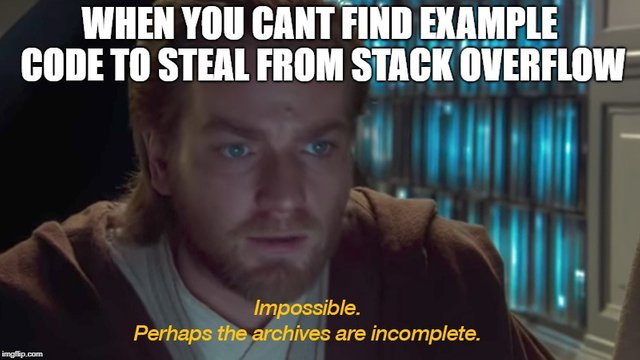 WHEN YOU CANT FIND EXAMPLE
CODE TO STEAL FROM STACK OVERFLOW
Impossible.
Perhaps the archives are incomplete.
imgflip.com